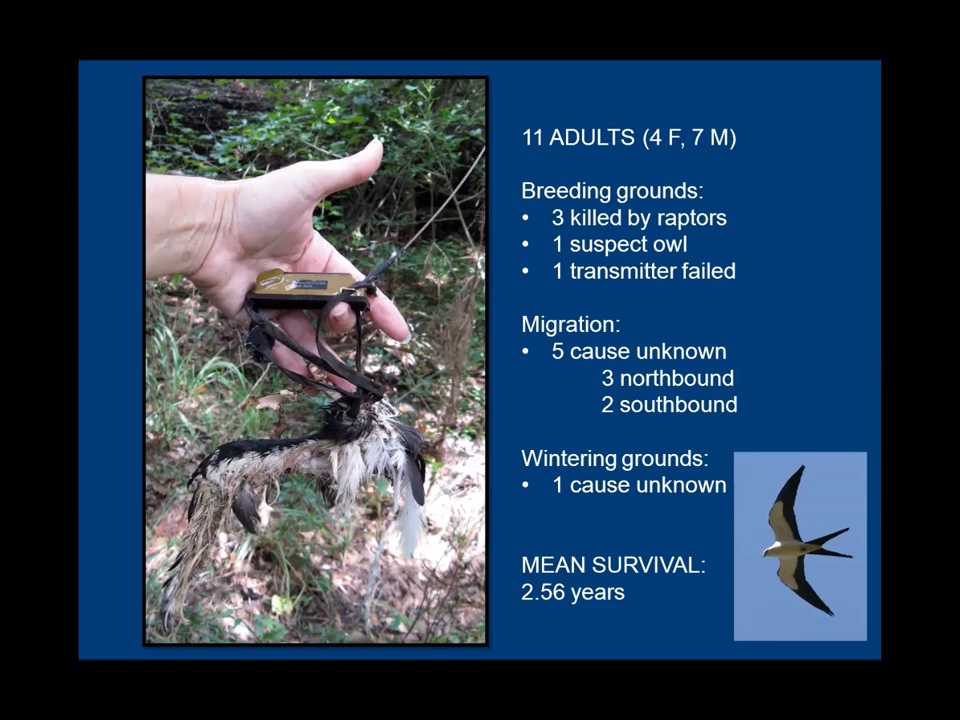 11 ADULTS (4 F, 7 M)
Breeding grounds:
• 3 killed by raptors
• 1 suspect owl
• 1 transmitter failed
Migration:
• 5 cause unknown
3 northbound
2 southbound
Wintering grounds:
• 1 cause unknown
MEAN SURVIVAL:
2.56 years